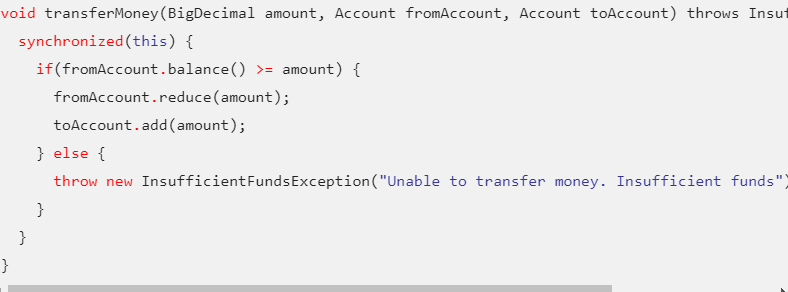 void transferMoney(BigDecimal amount, Account fromAccount, Account toAccount) throws
synchronized(this) {
if(fromAccount.balance() >= amount) {
fromAccount.reduce(amount);
toAccount.add(amount);
} else {
throw new InsufficientFundsException("Unable to transfer money. Insufficient funds")
}
}
}